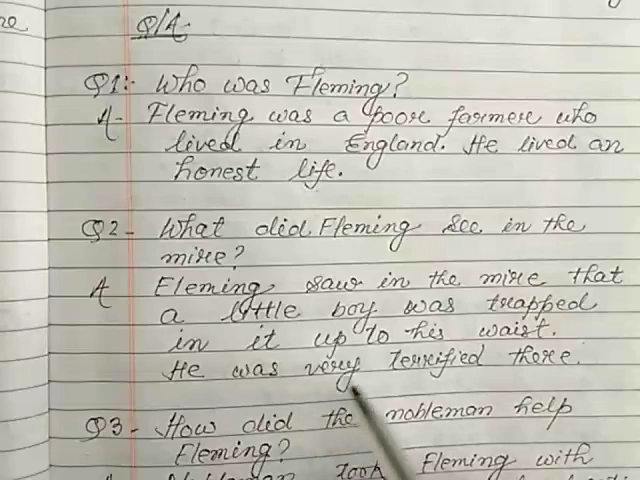 Q/A-
Q1:- Who was Fleming?
A- Fleming was a poor farmer who
lived in England. He lived an
honest life.
Q2- What did Fleming see in the
mire?
A Fleming saw in the mire that
a little boy was trapped
in it up to his waist.
He was very terrified there.
Q3- How did the nobleman help
Fleming?
took Fleming with